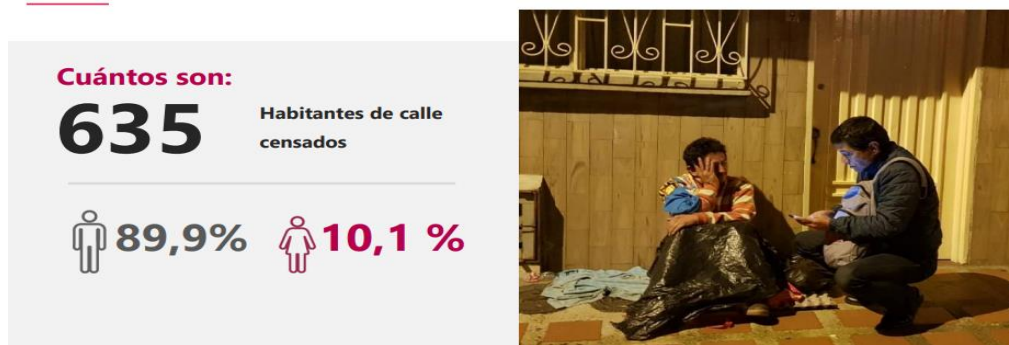 Cuántos son:
635
Habitantes de calle
censados
89,9%
10,1 %